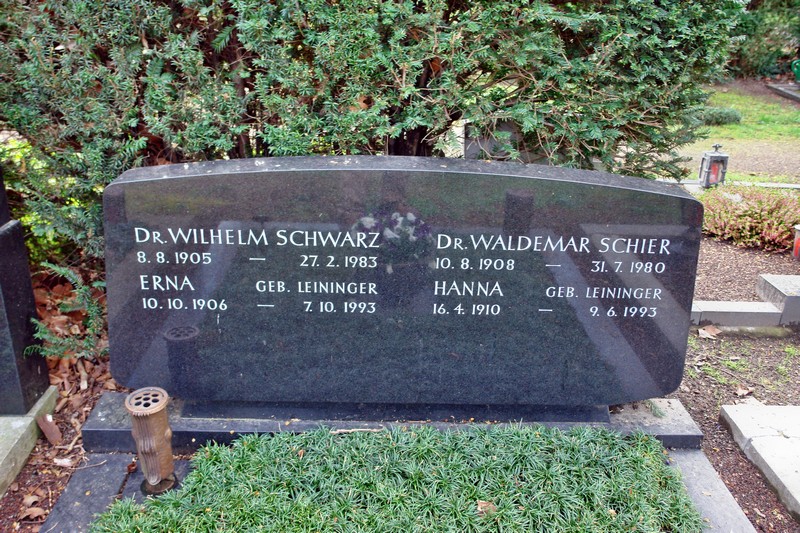 DR. WILHELM SCHWARZ
8. 8. 1905 — 27. 2. 1983
ERNA GEB. LEININGER
10. 10. 1906 — 7. 10. 1993
DR. WALDEMAR SCHIER
10. 8. 1908 — 31. 7. 1980
HANNA GEB. LEININGER
16. 4. 1910 — 9. 6. 1993